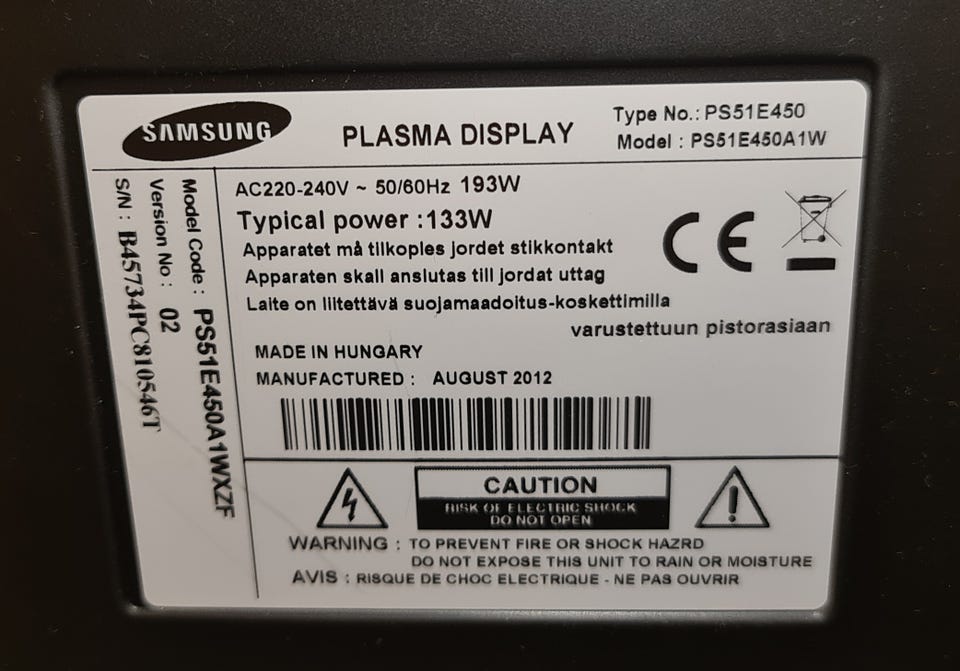 SAMSUNG
PLASMA DISPLAY
Type No.: PS51E450
Model : PS51E450A1W
Model Code : PS51E450A1WXZF
Version No : 02
S/N : B45734PC810546T
AC220-240V ~ 50/60Hz 193W
Typical power :133W
Apparatet må tilkoples jordet stikkontakt
Apparaten skall anslutas till jordat uttag
Laite on liitettävä suojamaadoitus-koskettimilla
varustettuun pistorasiaan
CE
MADE IN HUNGARY
MANUFACTURED : AUGUST 2012
CAUTION
RISK OF ELECTRIC SHOCK
DO NOT OPEN
WARNING : TO PREVENT FIRE OR SHOCK HAZRD
DO NOT EXPOSE THIS UNIT TO RAIN OR MOISTURE
AVIS : RISQUE DE CHOC ELECTRIQUE - NE PAS OUVRIR